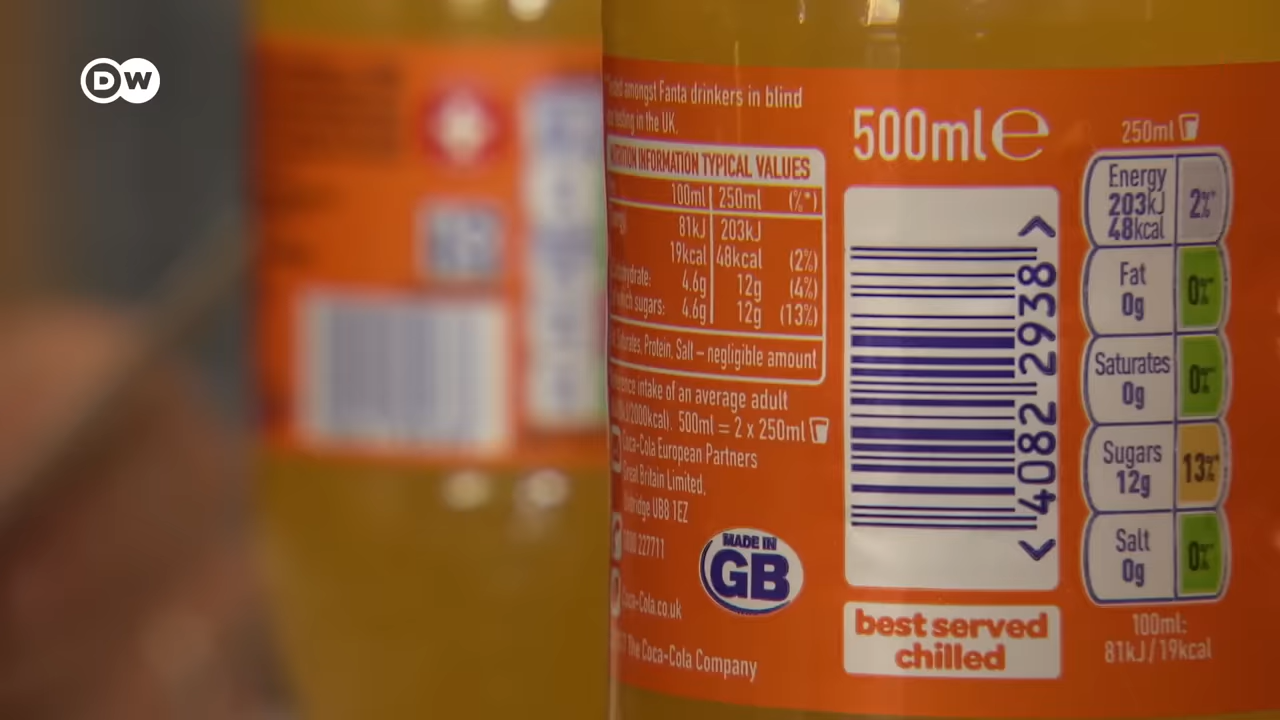 DW
amongst Fanta drinkers in blind
testing in the UK.
INFORMATION TYPICAL VALUES
100ml 250ml (%*)
81kJ 203kJ
19kcal 48kcal (2%)
4.6g 12g (4%)
which sugars: 4.6g 12g (13%)
Protein, Salt – negligible amount
intake of an average adult
2000kcal). 500ml = 2 x 250ml
Coca-Cola European Partners
Great Britain Limited,
UB8 1EZ
227711
Coca-Cola.co.uk
The Coca-Cola Company
MADE IN
GB
500ml e
< 4082 2938 >
best served
chilled
250ml
Energy
203kJ
48kcal
2%*
Fat
0g
0%*
Saturates
0g
0%*
Sugars
12g
13%*
Salt
0g
0%*
100ml:
81kJ/19kcal